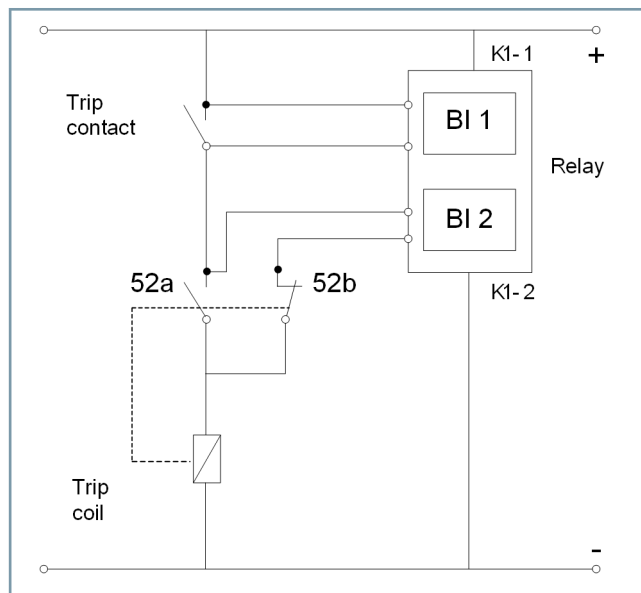 K1-1
+
Trip
contact
BI 1
Relay
BI 2
52a
52b
K1-2
Trip
coil
-